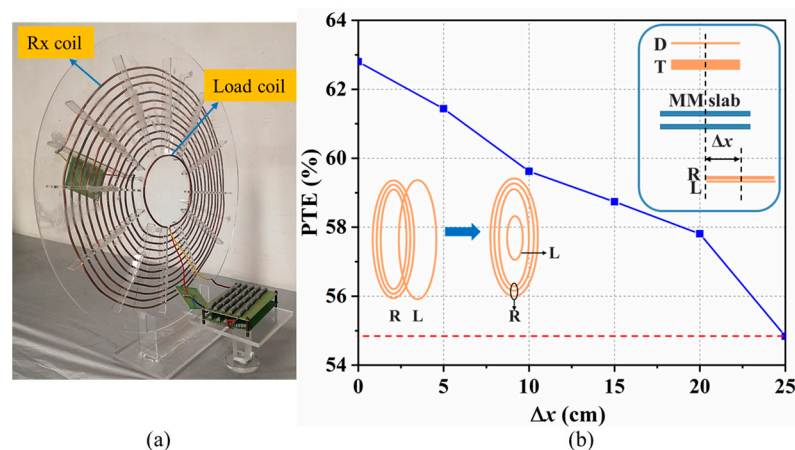 (a)
Rx coil
Load coil
(b)
64
62
60
58
56
54
PTE (%)
0
5
10
15
20
25
Δx (cm)
D
T
MM slab
Δx
R
L
R L
L
R